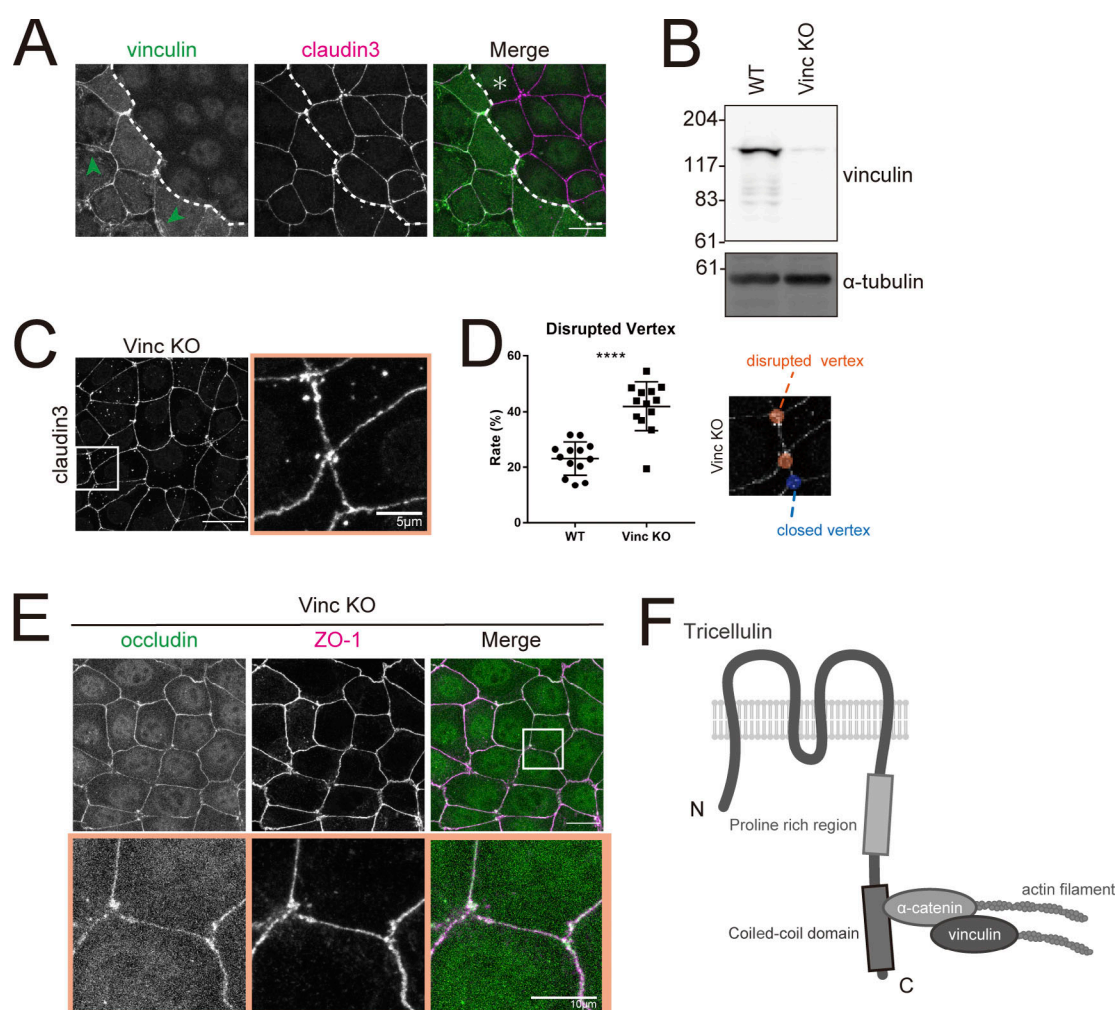 A
vinculin
claudin3
Merge
*
B
WT
Vinc KO
204
117
83
61
vinculin
61
α-tubulin
C
Vinc KO
claudin3
5µm
D
Disrupted Vertex
****
60
40
20
0
Rate (%)
WT
Vinc KO
disrupted vertex
Vinc KO
closed vertex
E
Vinc KO
occludin
ZO-1
Merge
10µm
F
Tricellulin
N
Proline rich region
actin filament
α-catenin
vinculin
Coiled-coil domain
C